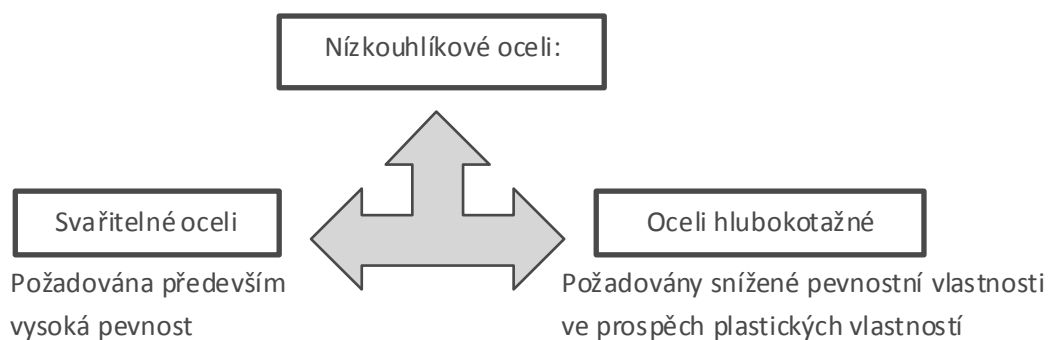 Nízkouhlíkové oceli:
Svařitelné oceli
Oceli hlubokotažné
Požadována především
vysoká pevnost
Požadovány snížené pevnostní vlastnosti
ve prospěch plastických vlastností